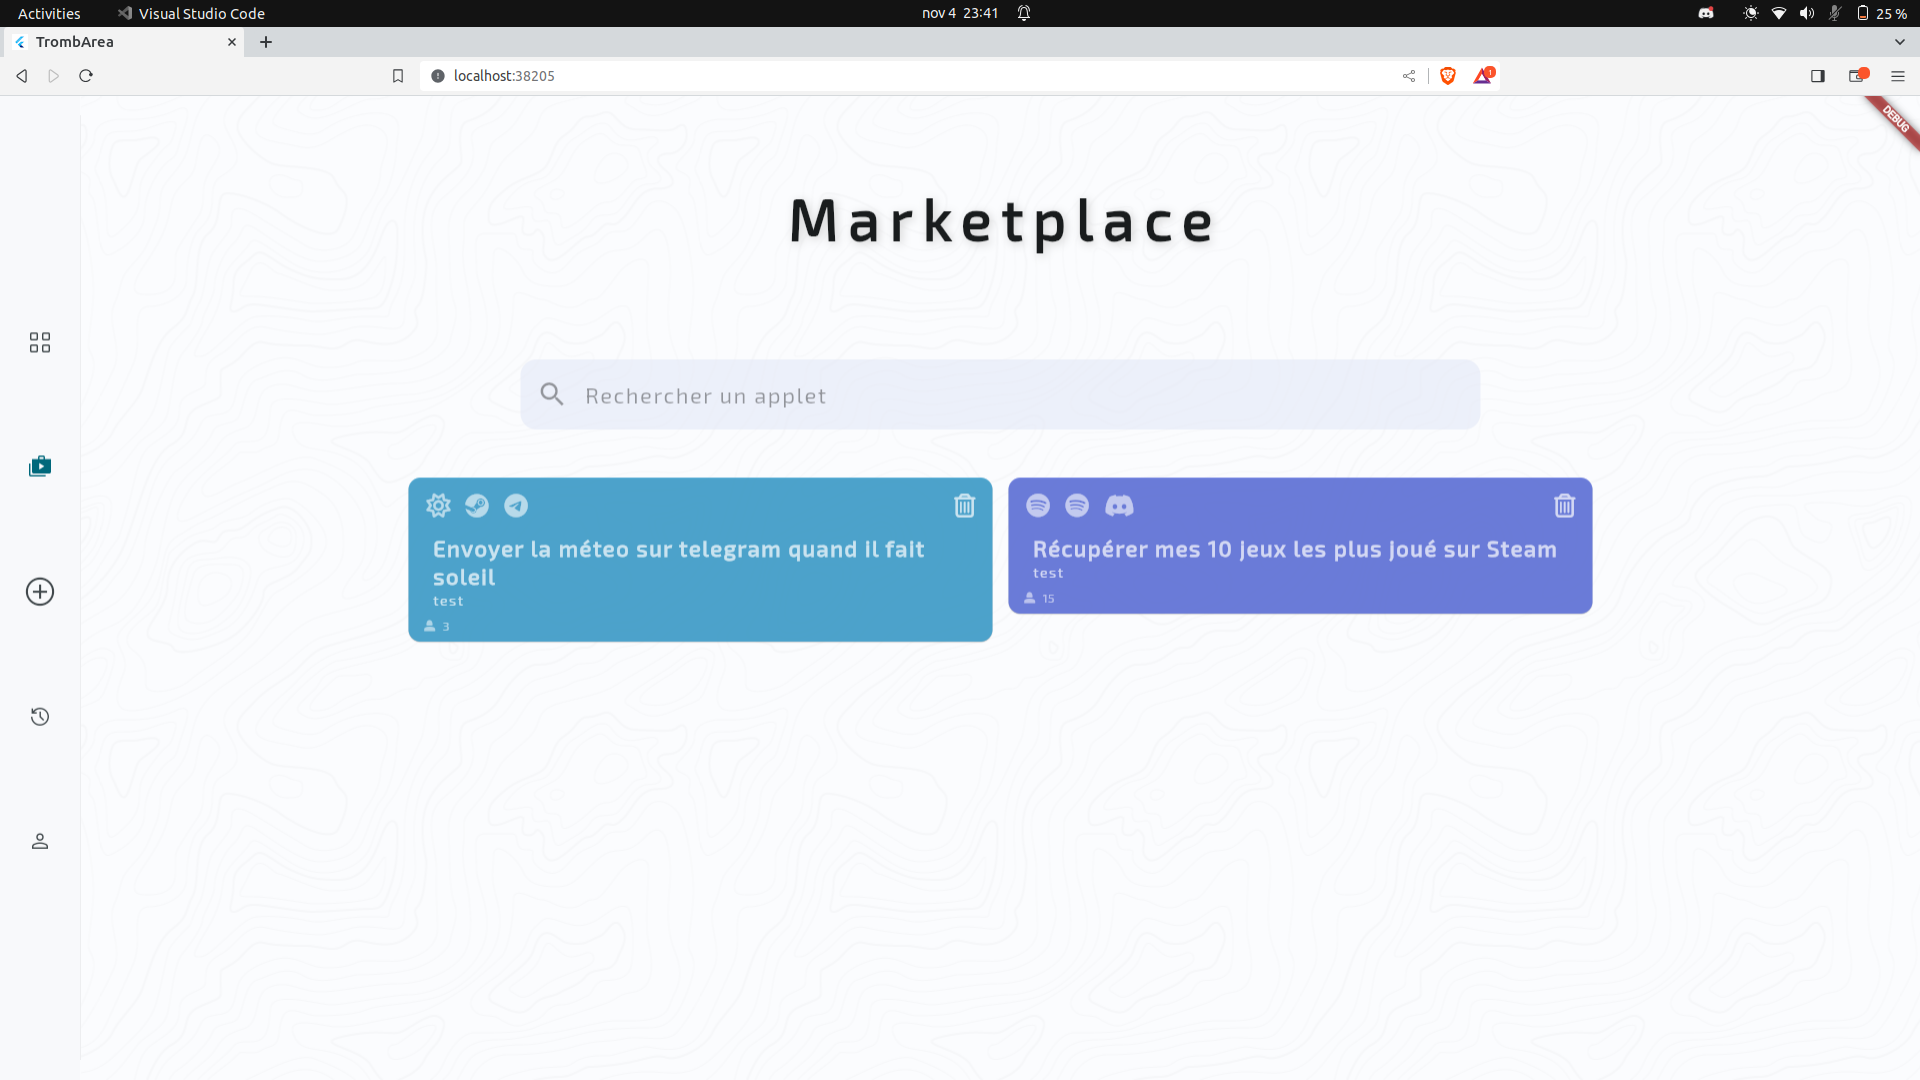 Activities
Visual Studio Code
nov 4 23:41
25 %
TrombArea
localhost:38205
1
DEBUG
Marketplace
Rechercher un applet
Envoyer la méteo sur telegram quand il fait
soleil
test
3
Récupérer mes 10 jeux les plus joué sur Steam
test
15